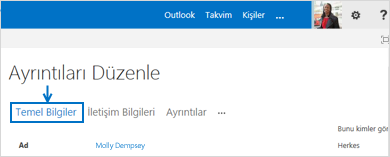 Outlook Takvim Kişiler ... ?
Ayrıntıları Düzenle
Temel Bilgiler İletişim Bilgileri Ayrıntılar ...
Bunu kimler gör
Ad Molly Dempsey Herkes